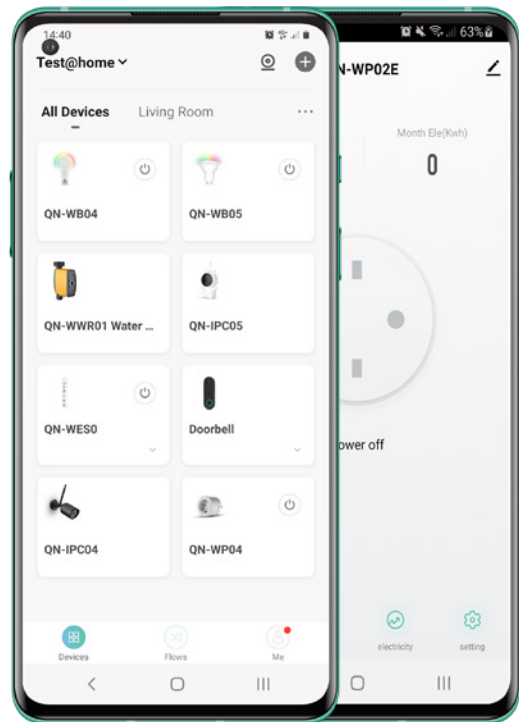 14:40
Test@home
All Devices Living Room ...
QN-WB04 QN-WB05
QN-WWR01 Water ... QN-IPC05
QN-WES0 Doorbell
QN-IPC04 QN-WP04
Devices Flows Me
63%
N-WP02E
Month Ele(Kwh)
0
ower off
electricity setting